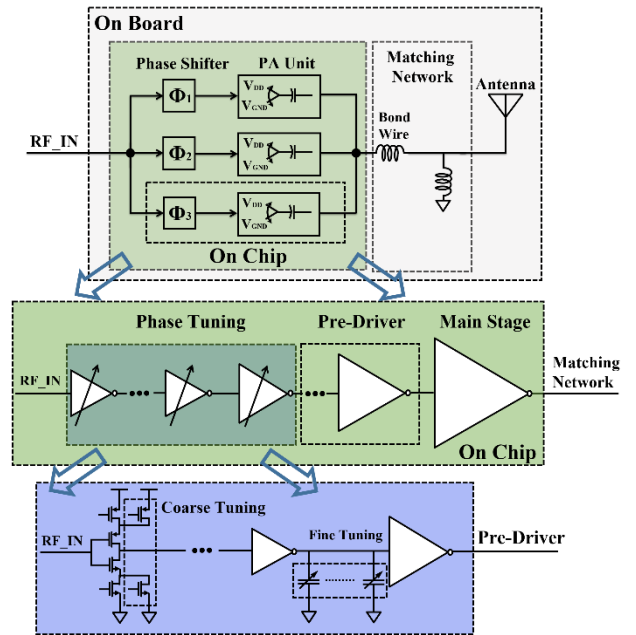 On Board
Phase Shifter
PA Unit
Matching
Network
Antenna
Φ1
VDD
VGND
Bond
Wire
RF_IN
Φ2
VDD
VGND
Φ3
VDD
VGND
On Chip
Phase Tuning
Pre-Driver
Main Stage
RF_IN
Matching
Network
On Chip
Coarse Tuning
RF_IN
Fine Tuning
Pre-Driver